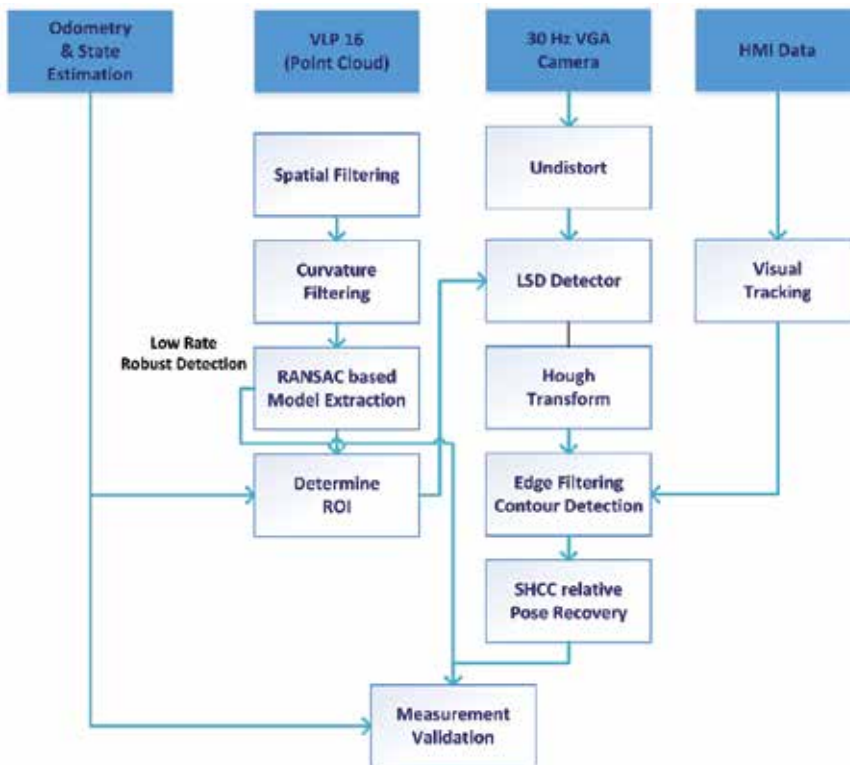 Odometry
& State
Estimation
VLP 16
(Point Cloud)
30 Hz VGA
Camera
HMI Data
Spatial Filtering
Undistort
Curvature
Filtering
LSD Detector
Visual
Tracking
Low Rate
Robust Detection
RANSAC based
Model Extraction
Hough
Transform
Determine
ROI
Edge Filtering
Contour Detection
SHCC relative
Pose Recovery
Measurement
Validation